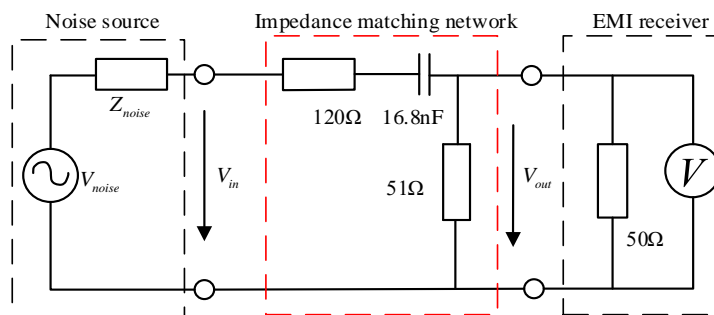 Noise source
Impedance matching network
EMI receiver
Z_noise
120Ω
16.8nF
V_noise
V_in
51Ω
V_out
V
50Ω